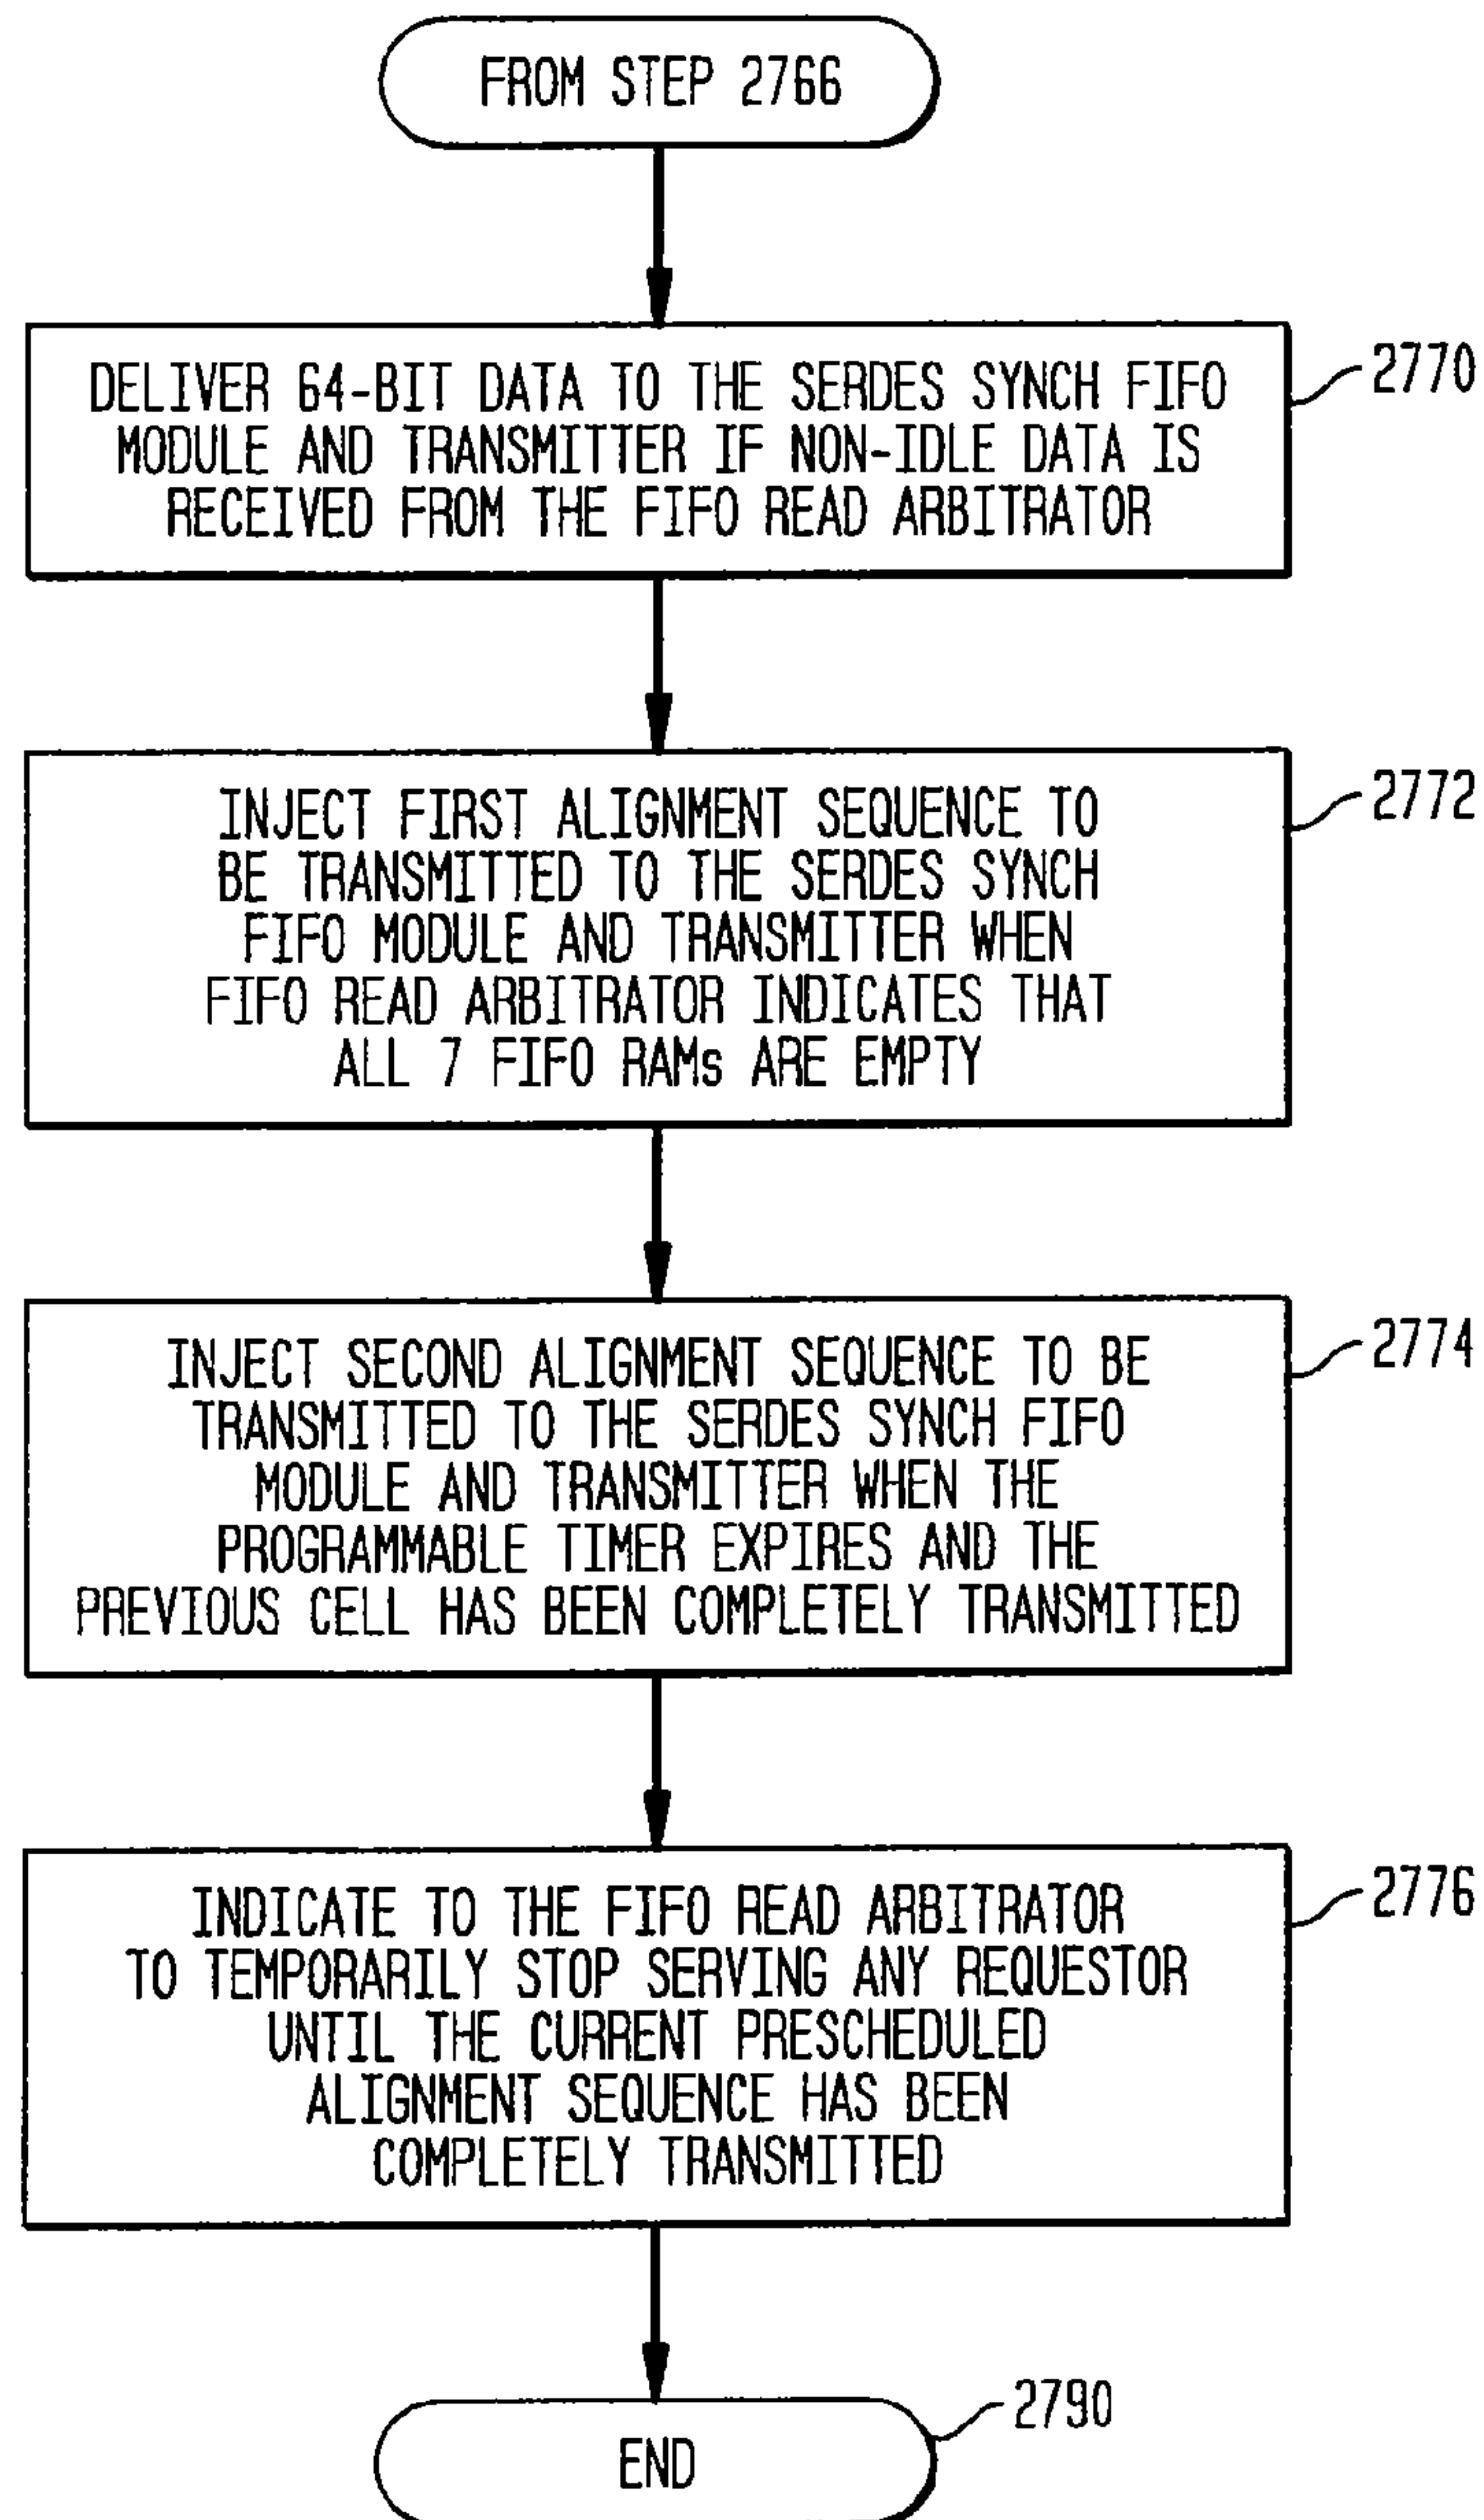 FROM STEP 2766
DELIVER 64-BIT DATA TO THE SERDES SYNCH FIFO
MODULE AND TRANSMITTER IF NON-IDLE DATA IS
RECEIVED FROM THE FIFO READ ARBITRATOR
2770
INJECT FIRST ALIGNMENT SEQUENCE TO
BE TRANSMITTED TO THE SERDES SYNCH
FIFO MODULE AND TRANSMITTER WHEN
FIFO READ ARBITRATOR INDICATES THAT
ALL 7 FIFO RAMs ARE EMPTY
2772
INJECT SECOND ALIGNMENT SEQUENCE TO BE
TRANSMITTED TO THE SERDES SYNCH FIFO
MODULE AND TRANSMITTER WHEN THE
PROGRAMMABLE TIMER EXPIRES AND THE
PREVIOUS CELL HAS BEEN COMPLETELY TRANSMITTED
2774
INDICATE TO THE FIFO READ ARBITRATOR
TO TEMPORARILY STOP SERVING ANY REQUESTOR
UNTIL THE CURRENT PRESCHEDULED
ALIGNMENT SEQUENCE HAS BEEN
COMPLETELY TRANSMITTED
2776
END
2790